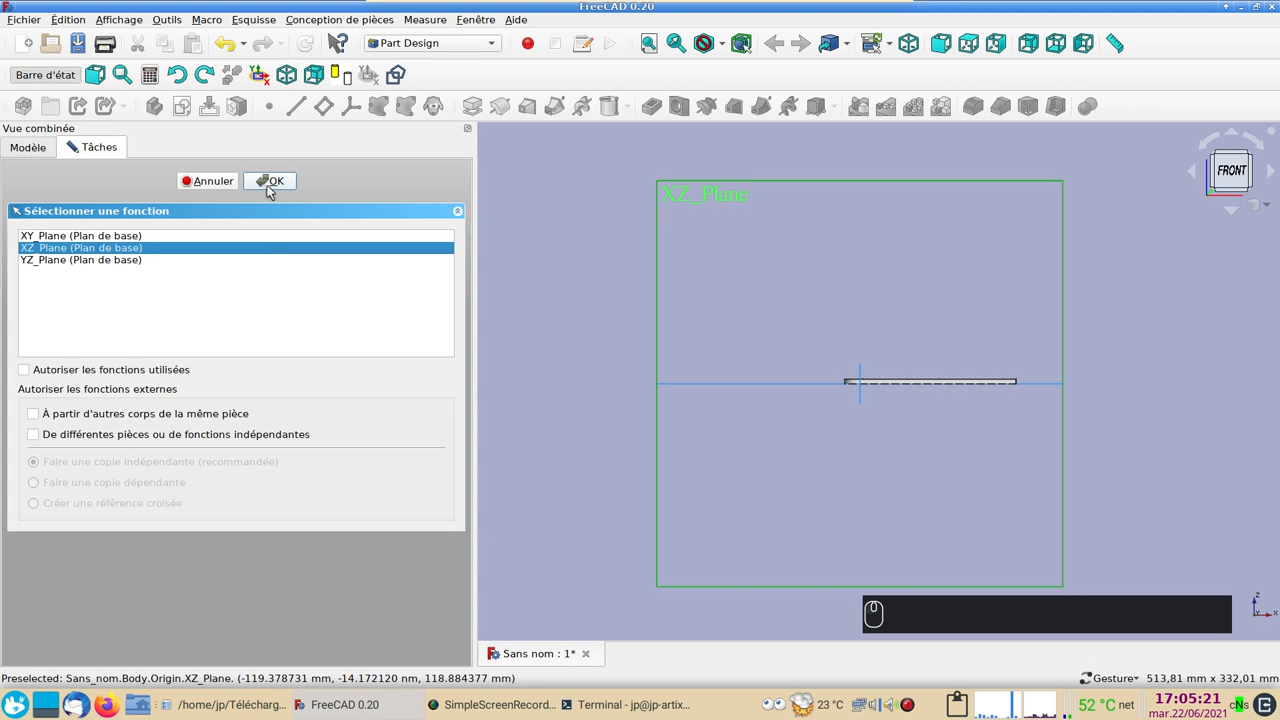 FreeCAD 0.20
Fichier Édition Affichage Outils Macro Esquisse Conception de pièces Measure Fenêtre Aide
Part Design
Barre d'état
Vue combinée
Modèle Tâches
Annuler OK
Sélectionner une fonction
XY_Plane (Plan de base)
XZ_Plane (Plan de base)
YZ_Plane (Plan de base)
Autoriser les fonctions utilisées
Autoriser les fonctions externes
À partir d'autres corps de la même pièce
De différentes pièces ou de fonctions indépendantes
Faire une copie indépendante (recommandée)
Faire une copie dépendante
Créer une référence croisée
XZ_Plane
FRONT
Z
Y
X
Sans nom : 1*
Preselected: Sans_nom.Body.Origin.XZ_Plane. (-119.378731 mm, -14.172120 mm, 118.884377 mm)
Gesture 513,81 mm x 332,01 mm
/home/jp/Télécharg... FreeCAD 0.20 SimpleScreenRecord... Terminal - jp@jp-artix... 23 °C 52 °C net 17:05:21
mar.22/06/2021
cNs